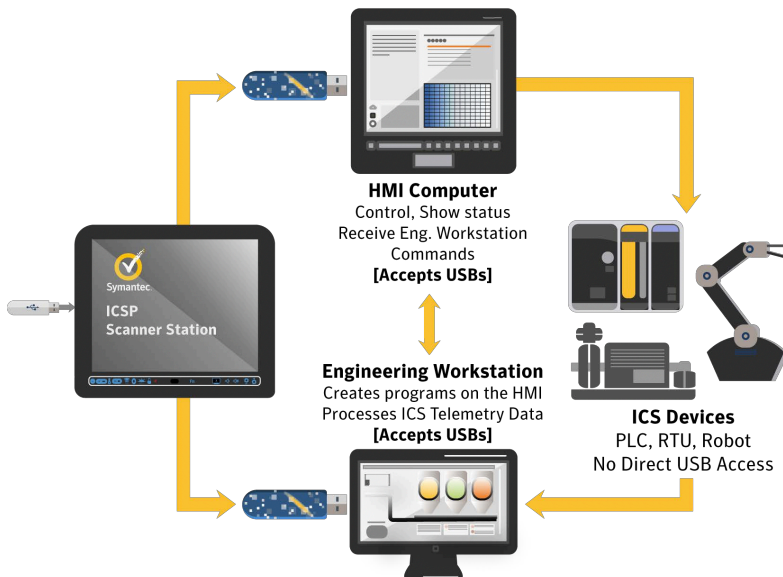 HMI Computer
Control, Show status
Receive Eng. Workstation
Commands
[Accepts USBs]
Symantec.
ICSP
Scanner Station
Engineering Workstation
Creates programs on the HMI
Processes ICS Telemetry Data
[Accepts USBs]
ICS Devices
PLC, RTU, Robot
No Direct USB Access